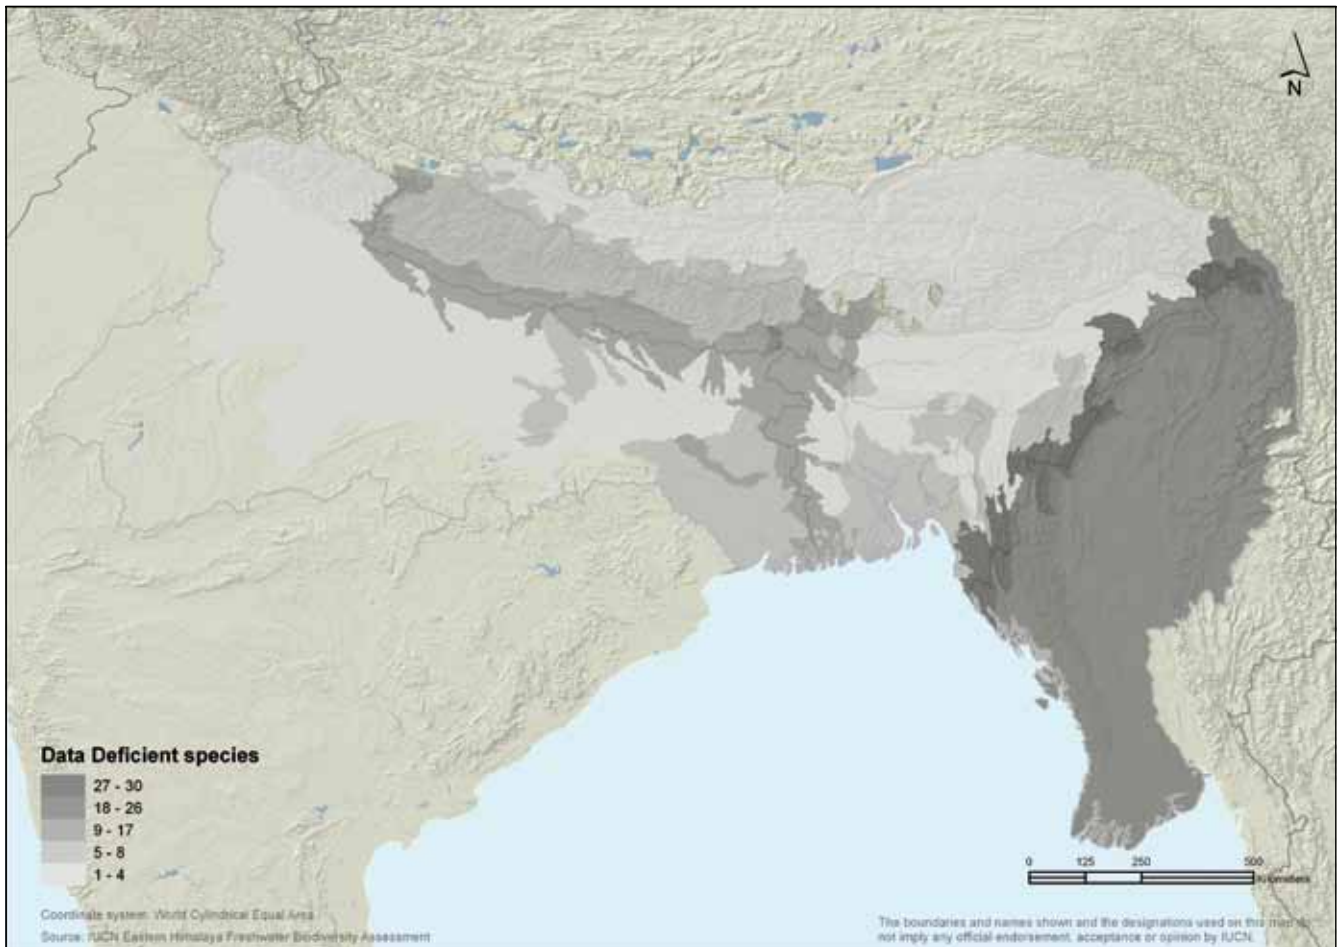 N
Data Deficient species
27 - 30
18 - 26
9 - 17
5 - 8
1 - 4
0 125 250 500
Kilometers
Coordinate system: World Cylindrical Equal Area
Source: IUCN Eastern Himalaya Freshwater Biodiversity Assessment
The boundaries and names shown and the designations used on this map do
not imply any official endorsement, acceptance or opinion by IUCN.